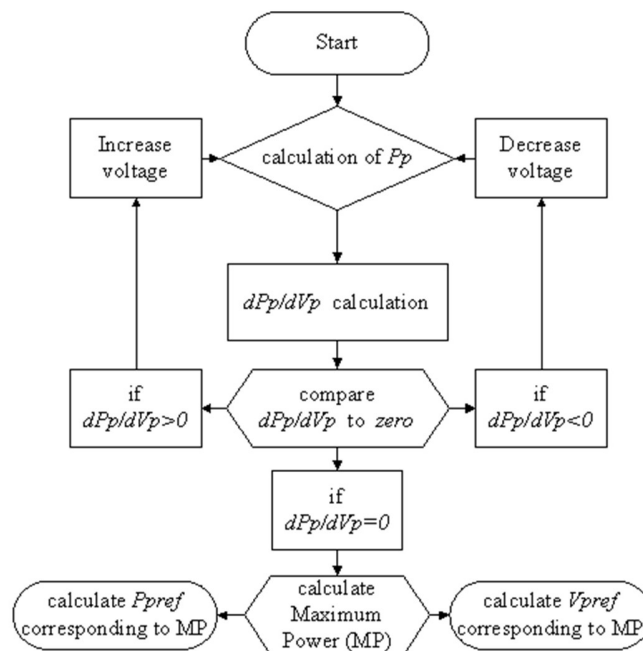 Start
Increase
voltage
calculation of Pp
Decrease
voltage
dPp/dVp calculation
if
dPp/dVp>0
compare
dPp/dVp to zero
if
dPp/dVp<0
if
dPp/dVp=0
calculate Ppref
corresponding to MP
calculate
Maximum
Power (MP)
calculate Vpref
corresponding to MP